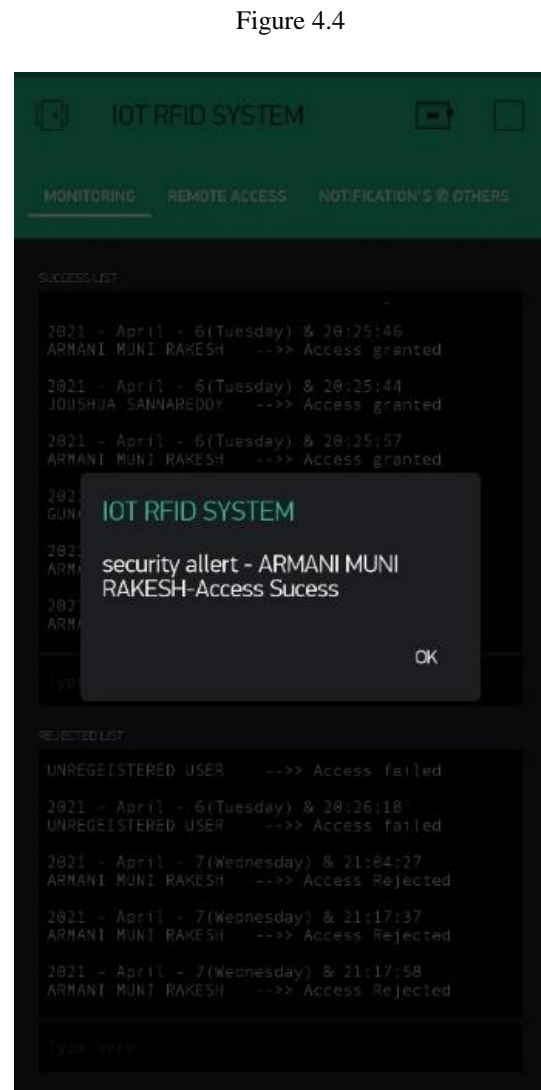 Figure 4.4
IOT RFID SYSTEM
MONITORING REMOTE ACCESS NOTIFICATION'S & OTHERS
SUCCESS LIST
2021 - April - 6(Tuesday) & 20:25:46
ARMANI MUNI RAKESH -->> Access granted
2021 - April - 6(Tuesday) & 20:25:44
JOUSHUA SANNAREDDY -->> Access granted
2021 - April - 6(Tuesday) & 20:25:57
ARMANI MUNI RAKESH -->> Access granted
IOT RFID SYSTEM
security allert - ARMANI MUNI
RAKESH-Access Sucess
OK
REJECTED LIST
UNREGEISTERED USER -->> Access failed
2021 - April - 6(Tuesday) & 20:26:18
UNREGEISTERED USER -->> Access failed
2021 - April - 7(Wednesday) & 21:04:27
ARMANI MUNI RAKESH -->> Access Rejected
2021 - April - 7(Wednesday) & 21:17:37
ARMANI MUNI RAKESH -->> Access Rejected
2021 - April - 7(Wednesday) & 21:17:58
ARMANI MUNI RAKESH -->> Access Rejected
Type here